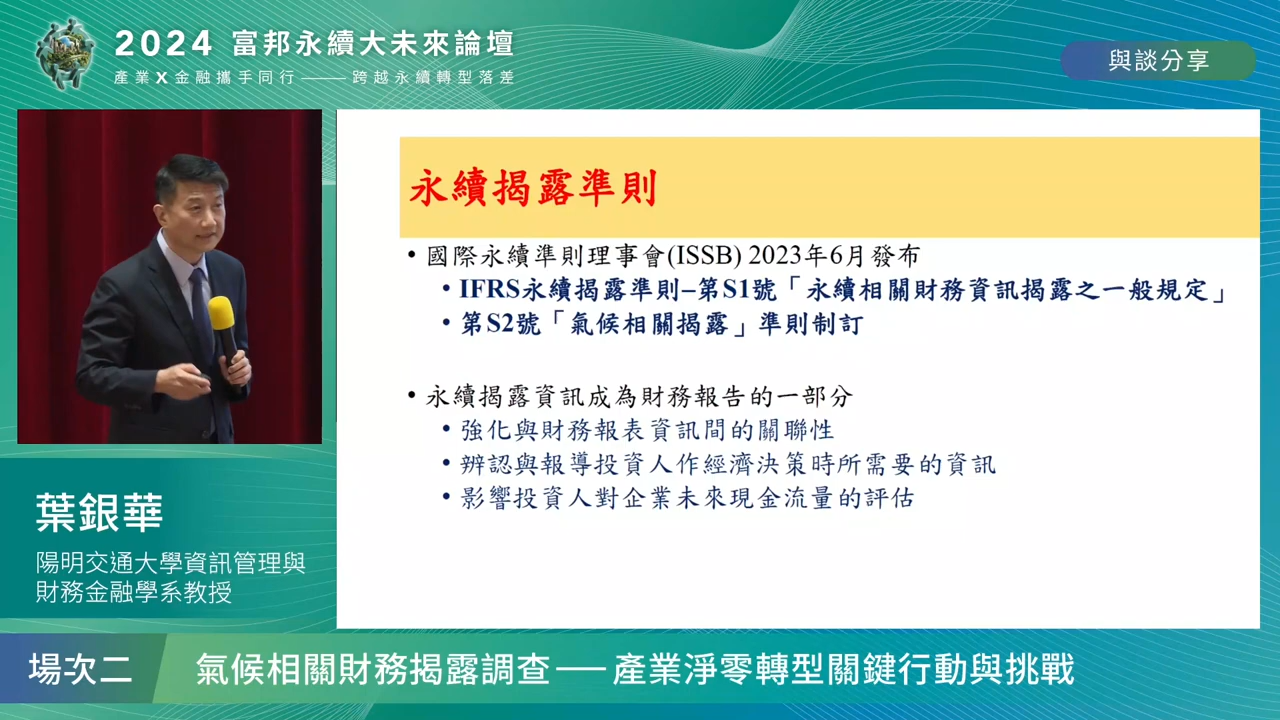 2024 富邦永續大未來論壇
產業X金融攜手同行——跨越永續轉型落差
與談分享
永續揭露準則
• 國際永續準則理事會(ISSB) 2023年6月發布
• IFRS永續揭露準則–第S1號「永續相關財務資訊揭露之一般規定」
• 第S2號「氣候相關揭露」準則制訂
• 永續揭露資訊成為財務報告的一部分
• 強化與財務報表資訊間的關聯性
• 辨認與報導投資人作經濟決策時所需要的資訊
• 影響投資人對企業未來現金流量的評估
葉銀華
陽明交通大學資訊管理與
財務金融學系教授
場次二
氣候相關財務揭露調查——產業淨零轉型關鍵行動與挑戰